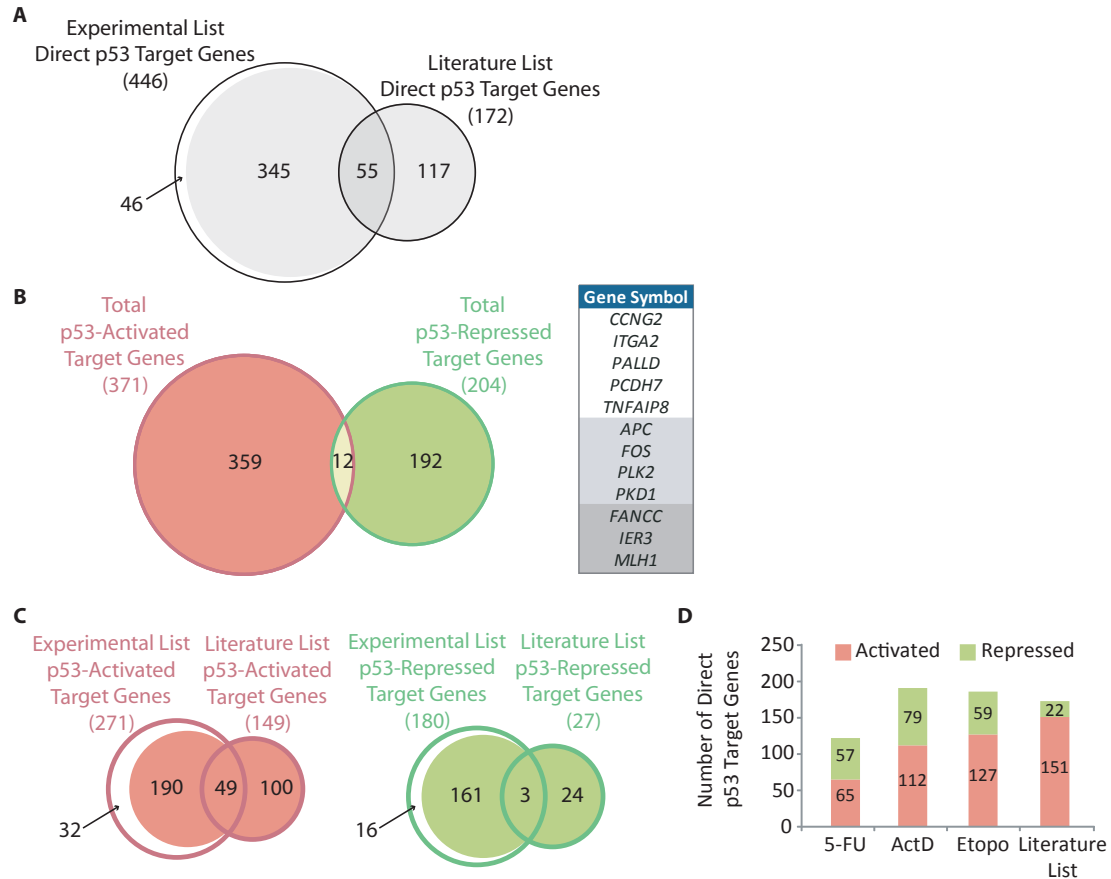 A
Experimental List
Direct p53 Target Genes
(446)
Literature List
Direct p53 Target Genes
(172)
345
55
117
46
B
Total
p53-Activated
Target Genes
(371)
Total
p53-Repressed
Target Genes
(204)
359
12
192
Gene Symbol
CCNG2
ITGA2
PALLD
PCDH7
TNFAIP8
APC
FOS
PLK2
PKD1
FANCC
IER3
MLH1
C
Experimental List
p53-Activated
Target Genes
(271)
Literature List
p53-Activated
Target Genes
(149)
190
49
100
32
Experimental List
p53-Repressed
Target Genes
(180)
Literature List
p53-Repressed
Target Genes
(27)
161
3
24
16
D
Number of Direct
p53 Target Genes
250
200
150
100
50
0
Activated
Repressed
57
65
79
112
59
127
22
151
5-FU
ActD
Etopo
Literature
List